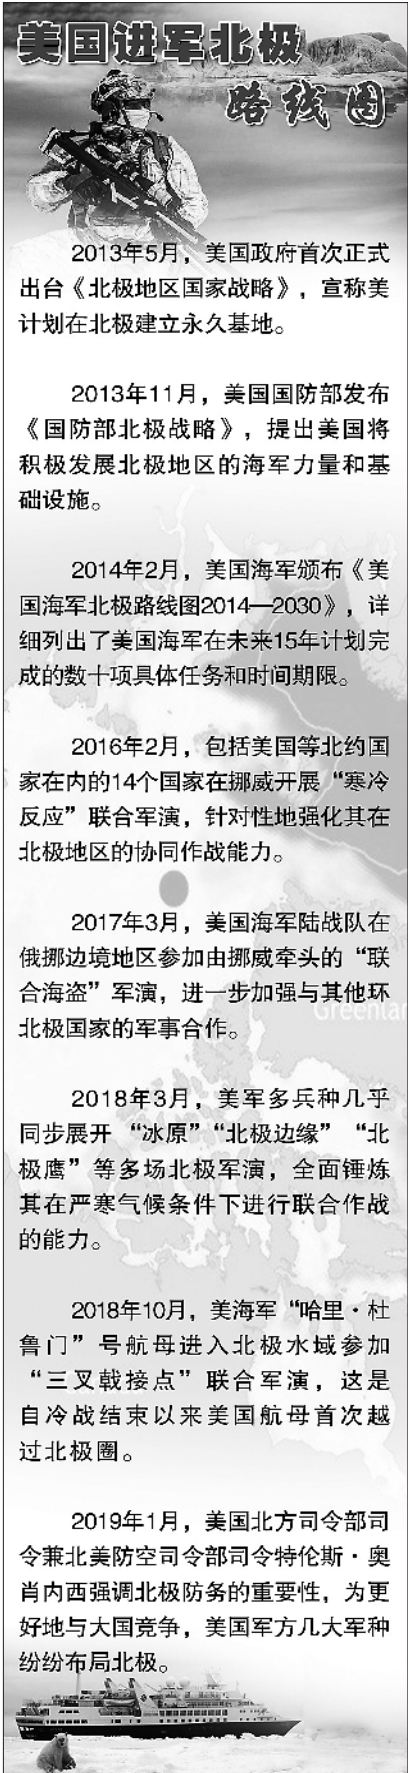 美国进军北极
路线图
2013年5月，美国政府首次正式
出台《北极地区国家战略》，宣称美
计划在北极建立永久基地。
2013年11月，美国国防部发布
《国防部北极战略》，提出美国将
积极发展北极地区的海军力量和基
础设施。
2014年2月，美国海军颁布《美
国海军北极路线图2014—2030》，详
细列出了美国海军在未来15年计划完
成的数十项具体任务和时间期限。
2016年2月，包括美国等北约国
家在内的14个国家在挪威开展“寒冷
反应”联合军演，针对性地强化其在
北极地区的协同作战能力。
2017年3月，美国海军陆战队在
俄挪边境地区参加由挪威牵头的“联
合海盗”军演，进一步加强与其他环
北极国家的军事合作。
2018年3月，美军多兵种几乎
同步展开“冰原”“北极边缘”“北
极鹰”等多场北极军演，全面锤炼
其在严寒气候条件下进行联合作战
的能力。
2018年10月，美海军“哈里·杜
鲁门”号航母进入北极水域参加
“三叉戟接点”联合军演，这是
自冷战结束以来美国航母首次越
过北极圈。
2019年1月，美国北方司令部司
令兼北美防空司令部司令特伦斯·奥
肖内西强调北极防务的重要性，为更
好地与大国竞争，美国军方几大军种
纷纷布局北极。